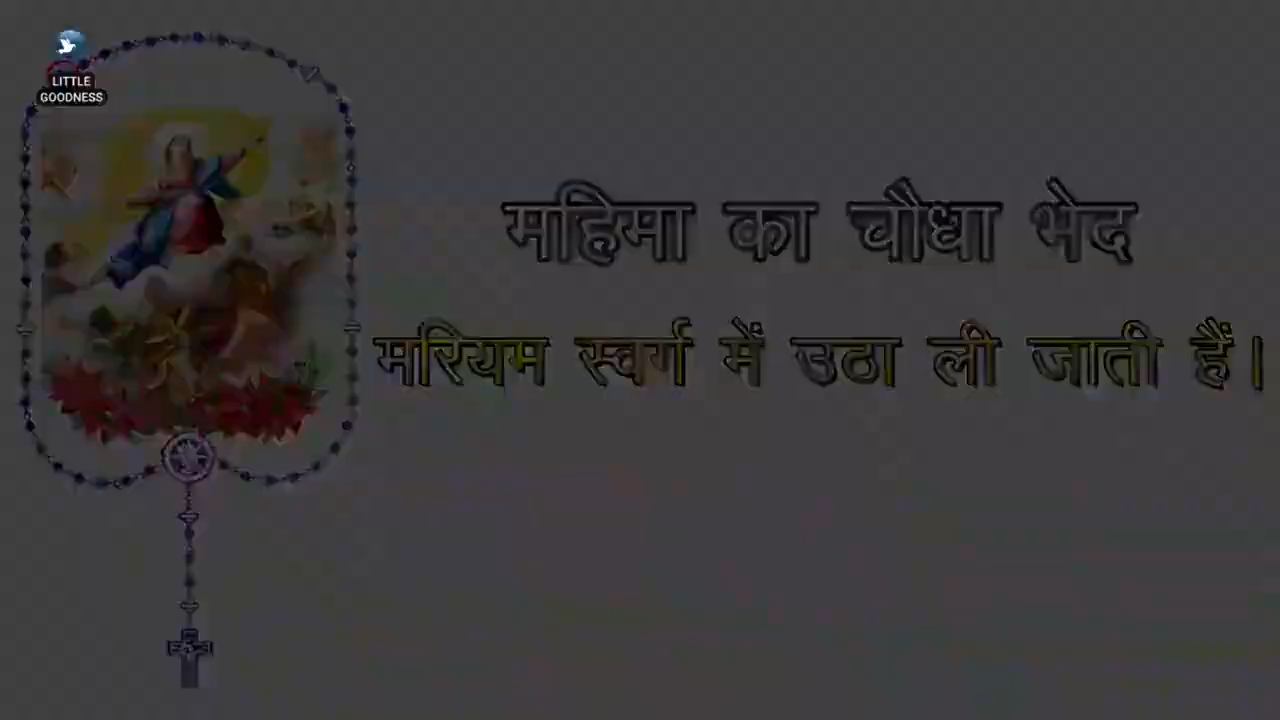 LITTLE
GOODNESS
महिमा का चौधा भेद
मरियम स्वर्ग में उठा ली जाती हैं।